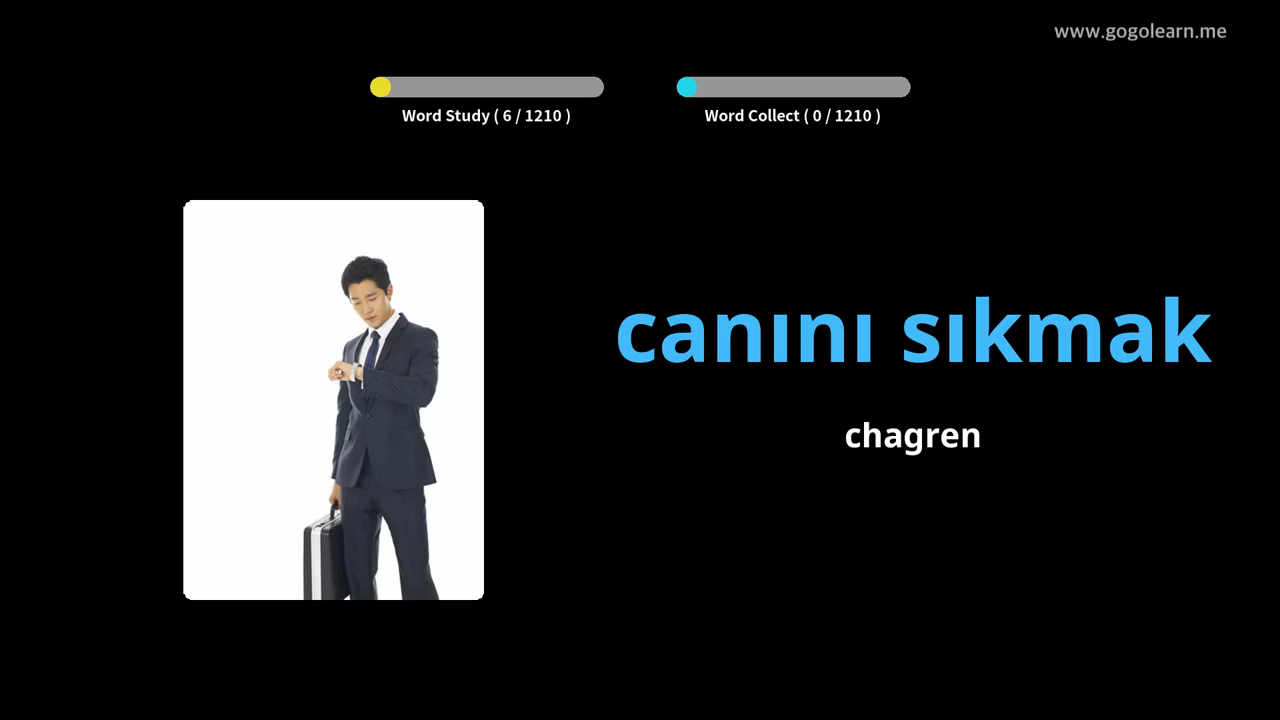 www.gogolearn.me
Word Study ( 6 / 1210 )
Word Collect ( 0 / 1210 )
canını sıkmak
chagren